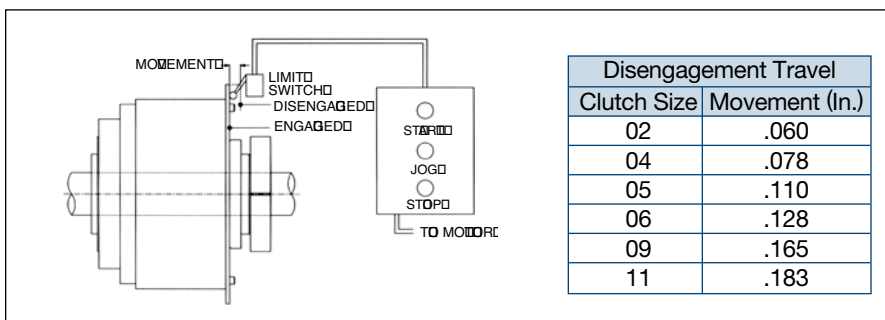 MOVEMENT
LIMIT
SWITCH
DISENGAGED
ENGAGED
START
JOG
STOP
TO MOTOR
Disengagement Travel
Clutch Size Movement (In.)
02 .060
04 .078
05 .110
06 .128
09 .165
11 .183